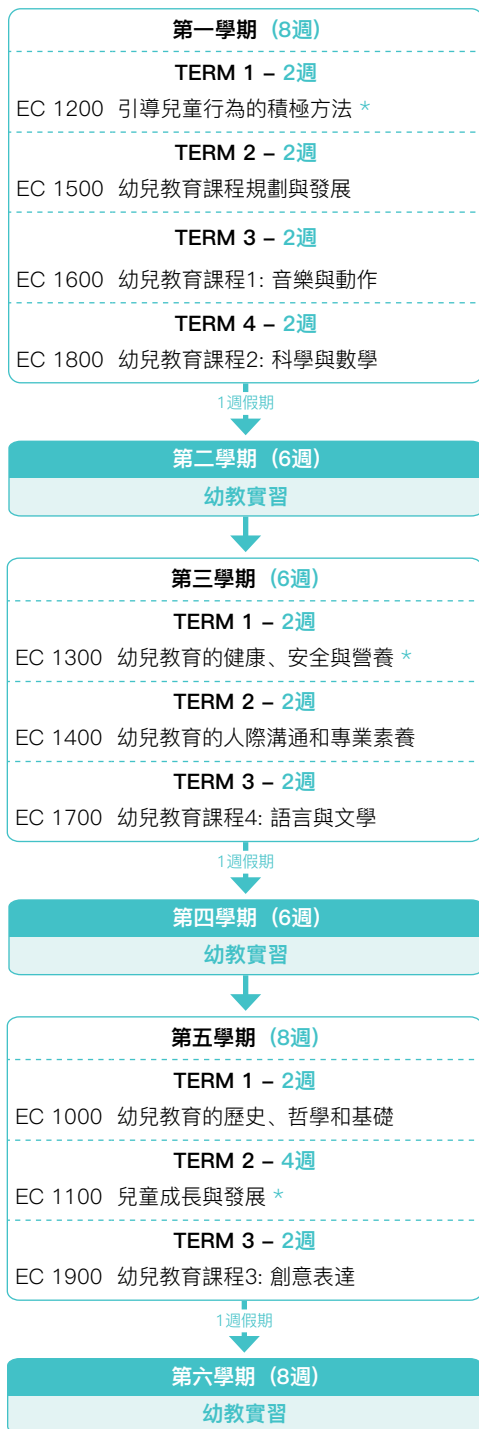 第一學期 (8週)
TERM 1 – 2週
EC 1200 引導兒童行為的積極方法 *
TERM 2 – 2週
EC 1500 幼兒教育課程規劃與發展
TERM 3 – 2週
EC 1600 幼兒教育課程1: 音樂與動作
TERM 4 – 2週
EC 1800 幼兒教育課程2: 科學與數學
1週假期
第二學期 (6週)
幼教實習
第三學期 (6週)
TERM 1 – 2週
EC 1300 幼兒教育的健康、安全與營養 *
TERM 2 – 2週
EC 1400 幼兒教育的人際溝通和專業素養
TERM 3 – 2週
EC 1700 幼兒教育課程4: 語言與文學
1週假期
第四學期 (6週)
幼教實習
第五學期 (8週)
TERM 1 – 2週
EC 1000 幼兒教育的歷史、哲學和基礎
TERM 2 – 4週
EC 1100 兒童成長與發展 *
TERM 3 – 2週
EC 1900 幼兒教育課程3: 創意表達
1週假期
第六學期 (8週)
幼教實習